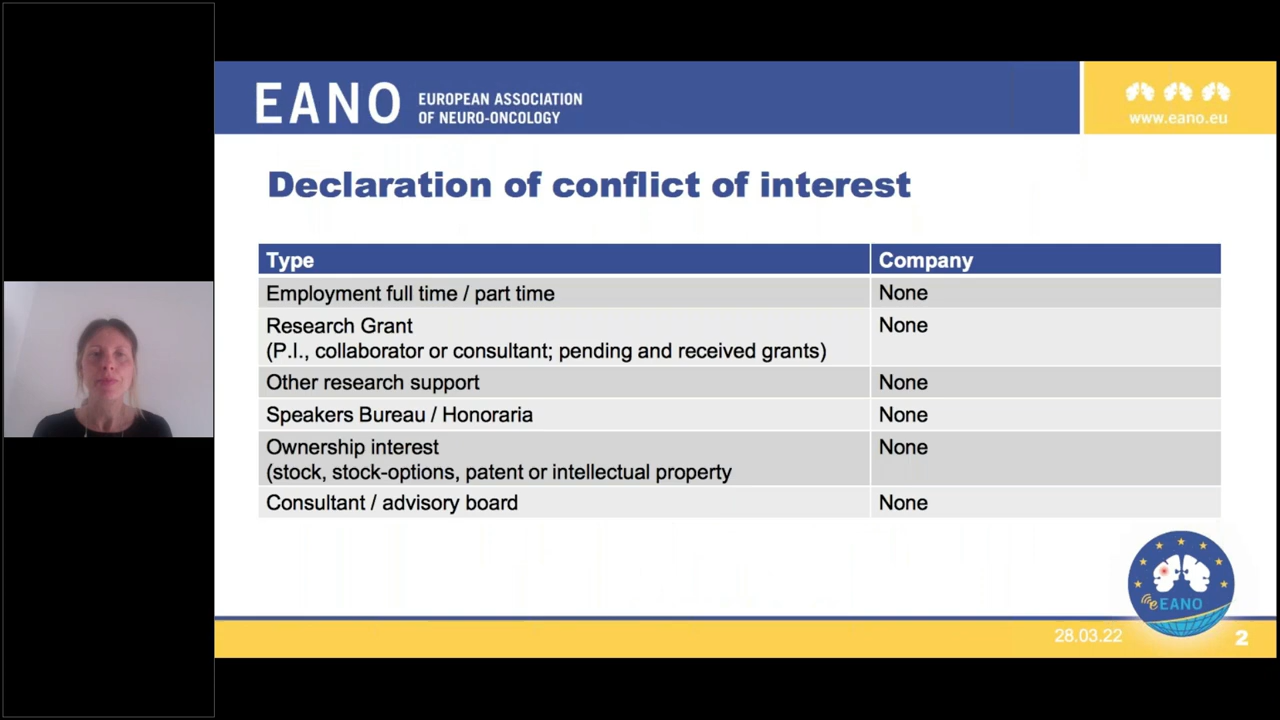 EANO
EUROPEAN ASSOCIATION
OF NEURO-ONCOLOGY
www.eano.eu
Declaration of conflict of interest
Type Company
Employment full time / part time None
Research Grant None
(P.I., collaborator or consultant; pending and received grants)
Other research support None
Speakers Bureau / Honoraria None
Ownership interest None
(stock, stock-options, patent or intellectual property
Consultant / advisory board None
eEANO
28.03.22 2